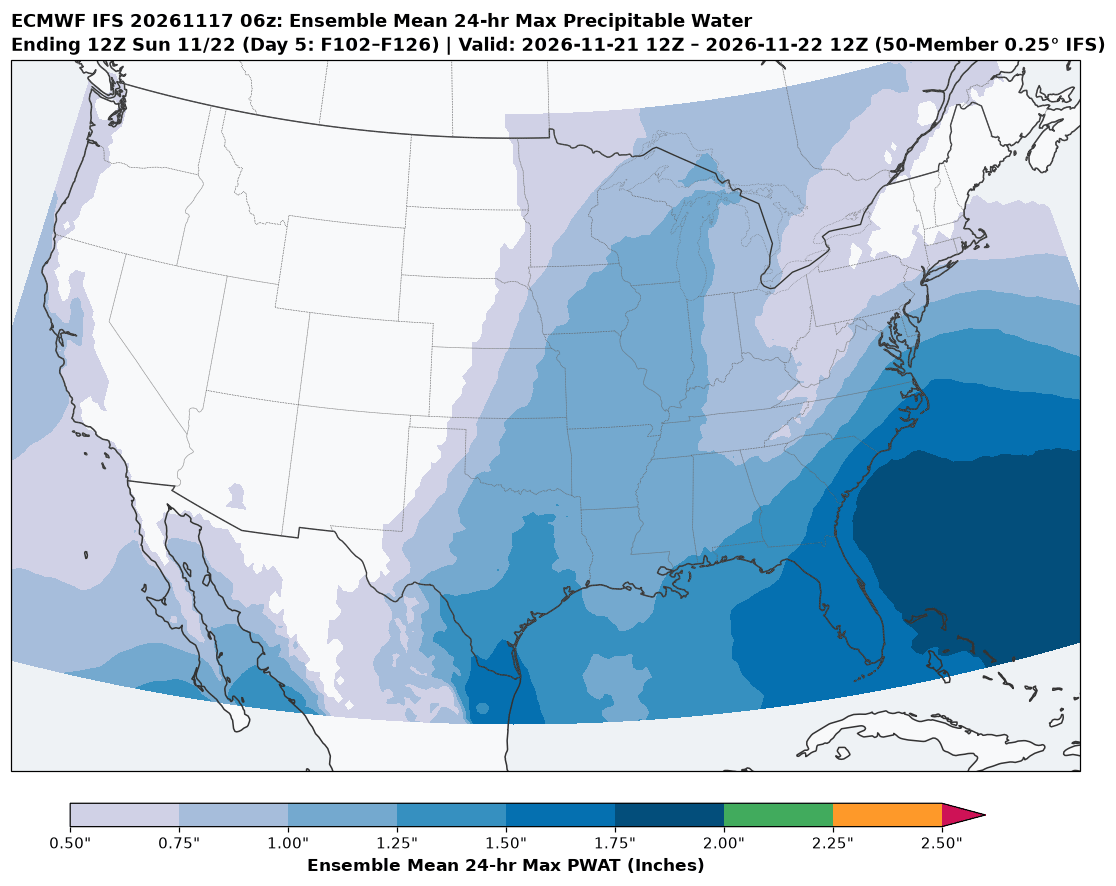 ECMWF IFS 20261117 06z: Ensemble Mean 24-hr Max Precipitable Water
Ending 12Z Sun 11/22 (Day 5: F102–F126) | Valid: 2026-11-21 12Z – 2026-11-22 12Z (50-Member 0.25° IFS)
0.50" 0.75" 1.00" 1.25" 1.50" 1.75" 2.00" 2.25" 2.50"
Ensemble Mean 24-hr Max PWAT (Inches)